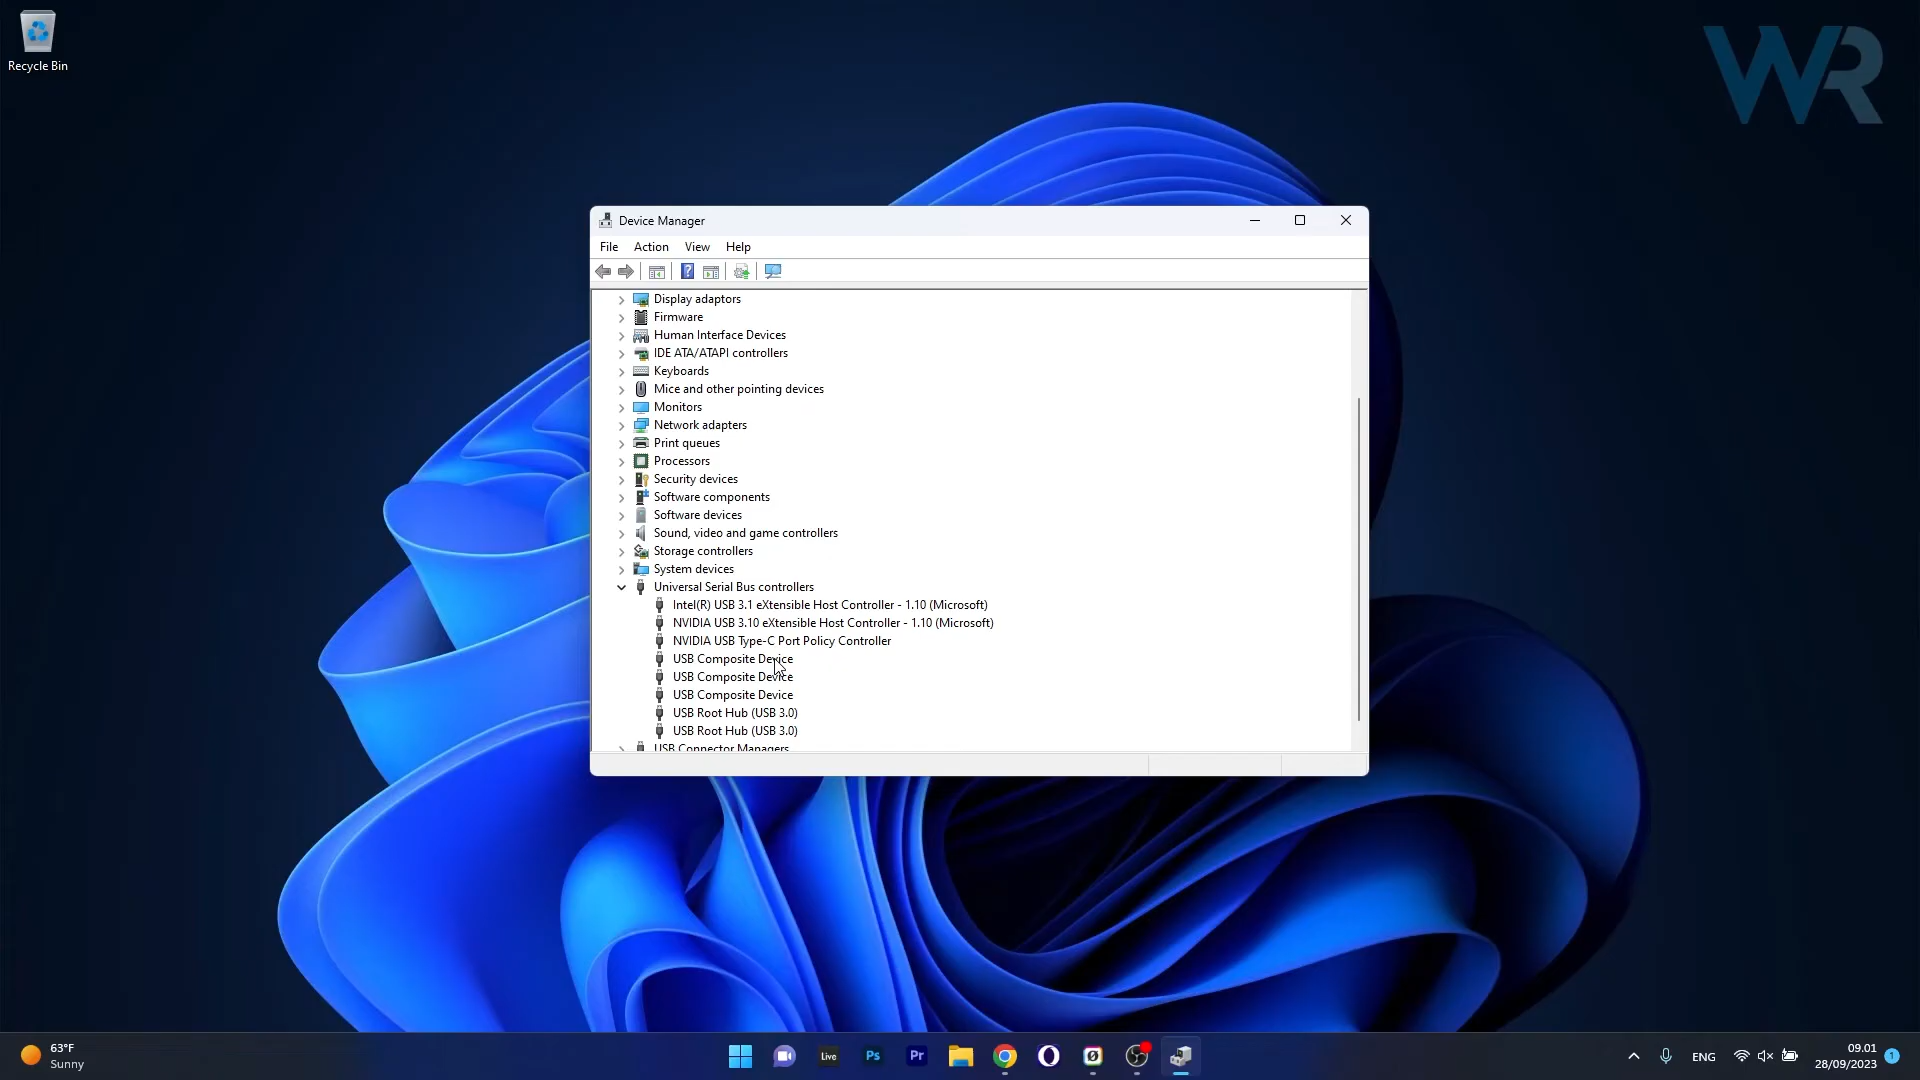 Recycle Bin
WR
Device Manager
File Action View Help
Display adaptors
Firmware
Human Interface Devices
IDE ATA/ATAPI controllers
Keyboards
Mice and other pointing devices
Monitors
Network adapters
Print queues
Processors
Security devices
Software components
Software devices
Sound, video and game controllers
Storage controllers
System devices
Universal Serial Bus controllers
Intel(R) USB 3.1 eXtensible Host Controller - 1.10 (Microsoft)
NVIDIA USB 3.10 eXtensible Host Controller - 1.10 (Microsoft)
NVIDIA USB Type-C Port Policy Controller
USB Composite Device
USB Composite Device
USB Composite Device
USB Root Hub (USB 3.0)
USB Root Hub (USB 3.0)
USB Connector Managers
63°F
Sunny
Live
Ps
Pr
ENG
09.01
28/09/2023
1